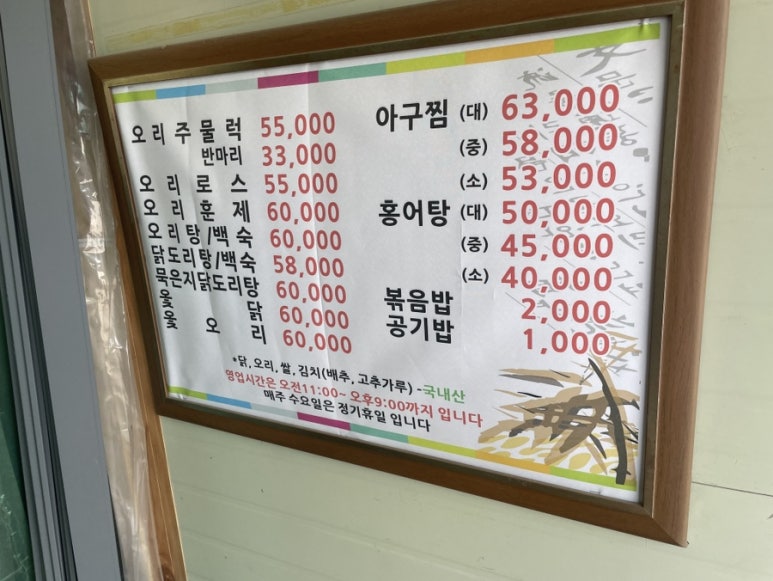 오리주물럭 55,000
반마리 33,000
오리로스 55,000
오리훈제 60,000
오리탕/백숙 60,000
닭도리탕/백숙 58,000
묵은지닭도리탕 60,000
옻 닭 60,000
옻 오 리 60,000
아구찜 (대) 63,000
(중) 58,000
(소) 53,000
홍어탕 (대) 50,000
(중) 45,000
(소) 40,000
볶음밥 2,000
공기밥 1,000
*닭, 오리, 쌀, 김치(배추, 고추가루) -국내산
영업시간은 오전11:00~ 오후9:00까지 입니다
매주 수요일은 정기휴일 입니다